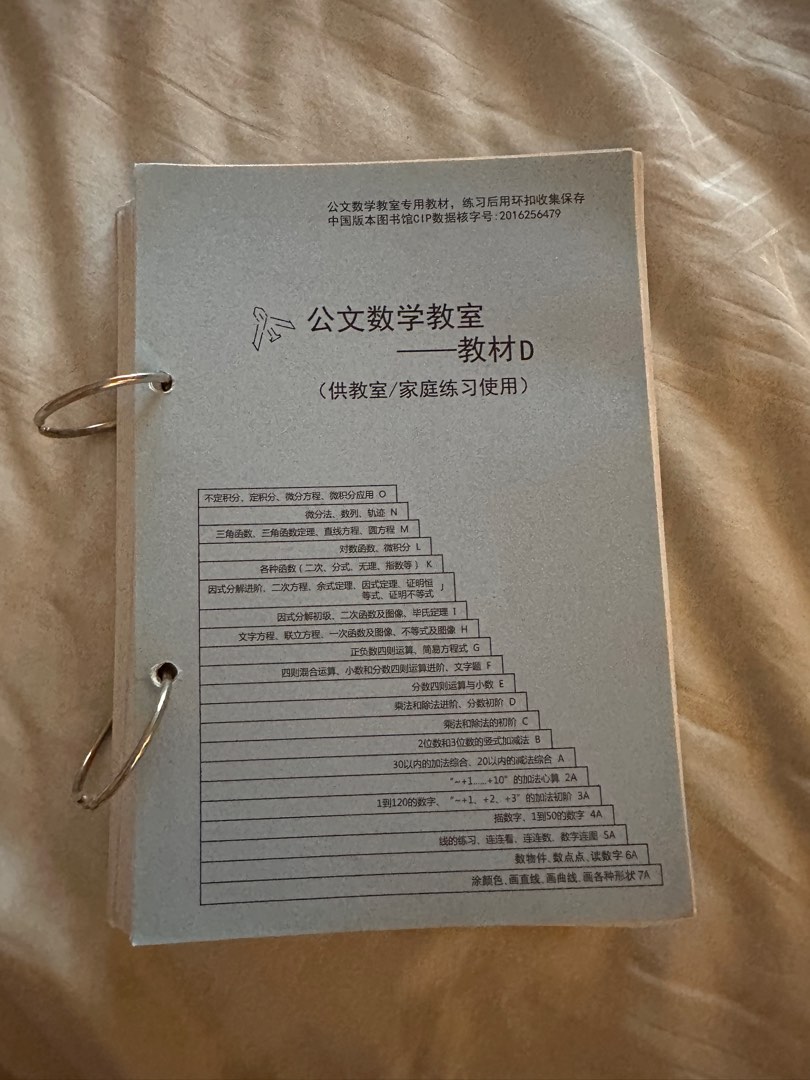 公文数学教室专用教材，练习后用环扣收集保存
中国版本图书馆CIP数据核字号:2016256479
公文数学教室
——教材D
（供教室/家庭练习使用）
不定积分、定积分、微分方程、微积分应用 O
微分法、数列、轨迹 N
三角函数、三角函数定理、直线方程、圆方程 M
对数函数、微积分 L
各种函数（二次、分式、无理、指数等） K
因式分解进阶、二次方程、余式定理、因式定理、证明恒 J
等式、证明不等式
因式分解初级、二次函数及图像、毕氏定理 I
文字方程、联立方程、一次函数及图像、不等式及图像 H
正负数四则运算、简易方程式 G
四则混合运算、小数和分数四则运算进阶、文字题 F
分数四则运算与小数 E
乘法和除法进阶、分数初阶 D
乘法和除法的初阶 C
2位数和3位数的竖式加减法 B
30以内的加法综合、20以内的减法综合 A
“~+1……+10”的加法心算 2A
1到120的数字、“~+1、+2、+3”的加法初阶 3A
描数字、1到50的数字 4A
线的练习、连连看、连连数、数字连图 5A
数物件、数点点、读数字 6A
涂颜色、画直线、画曲线、画各种形状 7A